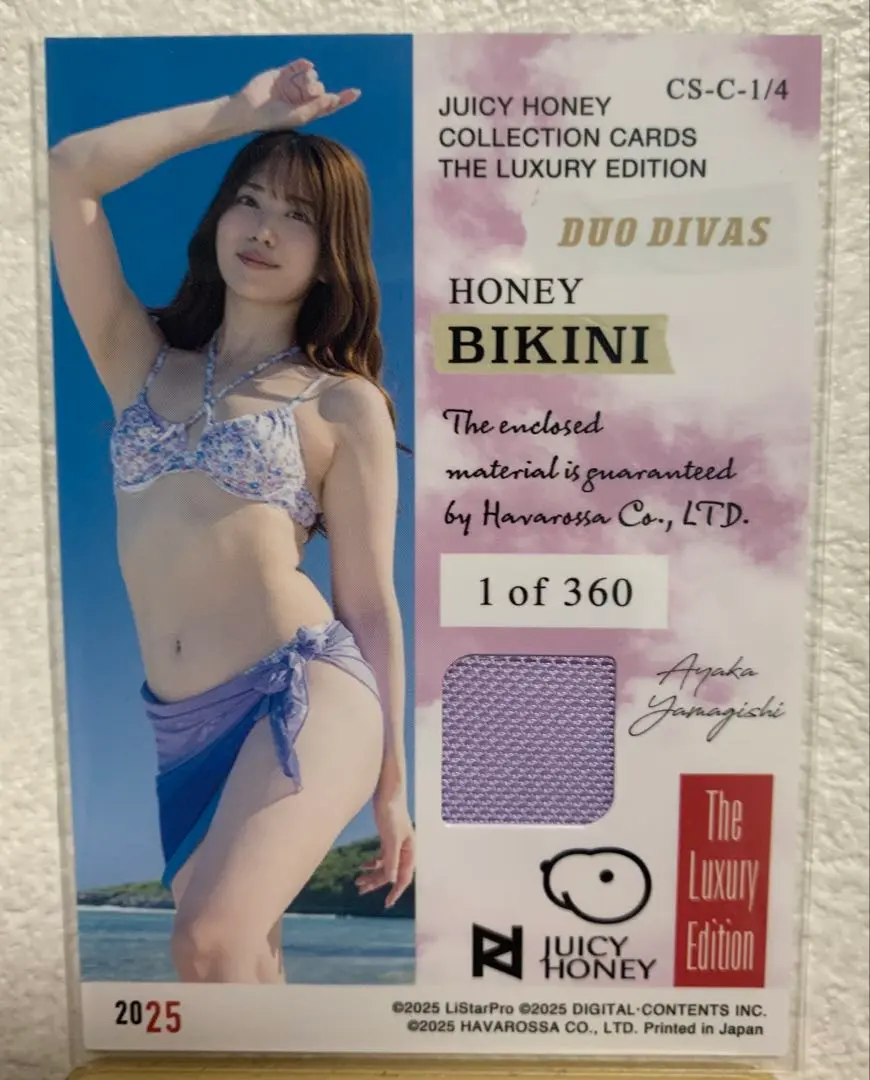 CS-C-1/4
JUICY HONEY
COLLECTION CARDS
THE LUXURY EDITION
DUO DIVAS
HONEY
BIKINI
The enclosed
material is guaranteed
by Havarossa Co., LTD.
1 of 360
Ayaka
Yamagishi
The
Luxury
Edition
JUICY
HONEY
2025
©2025 LiStarPro ©2025 DIGITAL·CONTENTS INC.
©2025 HAVAROSSA CO., LTD. Printed in Japan